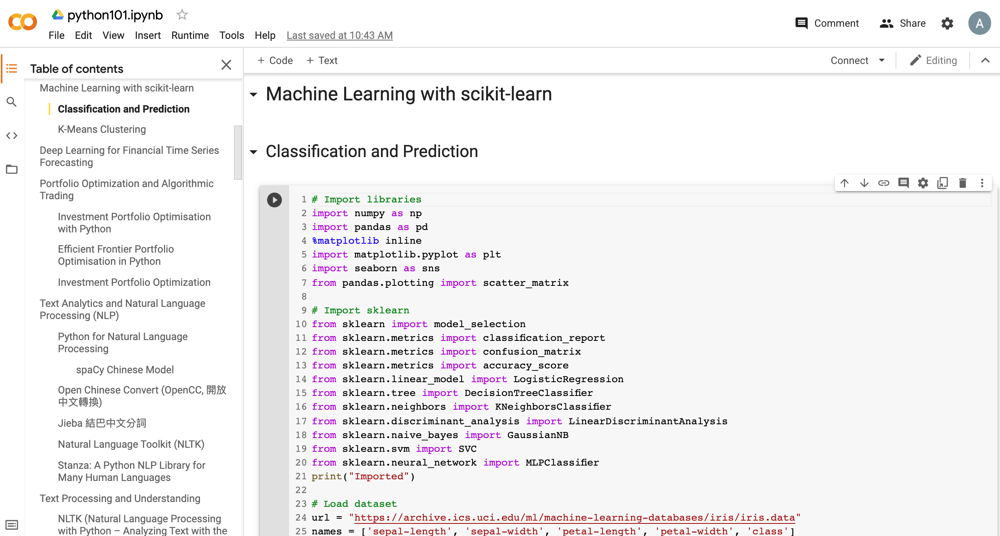 python101.ipynb
File Edit View Insert Runtime Tools Help Last saved at 10:43 AM
Comment Share A
Table of contents
Machine Learning with scikit-learn
Classification and Prediction
K-Means Clustering
Deep Learning for Financial Time Series
Forecasting
Portfolio Optimization and Algorithmic
Trading
Investment Portfolio Optimisation
with Python
Efficient Frontier Portfolio
Optimisation in Python
Investment Portfolio Optimization
Text Analytics and Natural Language
Processing (NLP)
Python for Natural Language
Processing
spaCy Chinese Model
Open Chinese Convert (OpenCC, 開放
中文轉換)
Jieba 結巴中文分詞
Natural Language Toolkit (NLTK)
Stanza: A Python NLP Library for
Many Human Languages
Text Processing and Understanding
NLTK (Natural Language Processing
with Python – Analyzing Text with the
+ Code + Text
Connect Editing
Machine Learning with scikit-learn
Classification and Prediction
1 # Import libraries
2 import numpy as np
3 import pandas as pd
4 %matplotlib inline
5 import matplotlib.pyplot as plt
6 import seaborn as sns
7 from pandas.plotting import scatter_matrix
8
9 # Import sklearn
10 from sklearn import model_selection
11 from sklearn.metrics import classification_report
12 from sklearn.metrics import confusion_matrix
13 from sklearn.metrics import accuracy_score
14 from sklearn.linear_model import LogisticRegression
15 from sklearn.tree import DecisionTreeClassifier
16 from sklearn.neighbors import KNeighborsClassifier
17 from sklearn.discriminant_analysis import LinearDiscriminantAnalysis
18 from sklearn.naive_bayes import GaussianNB
19 from sklearn.svm import SVC
20 from sklearn.neural_network import MLPClassifier
21 print("Imported")
22
23 # Load dataset
24 url = "https://archive.ics.uci.edu/ml/machine-learning-databases/iris/iris.data"
25 names = ['sepal-length', 'sepal-width', 'petal-length', 'petal-width', 'class']